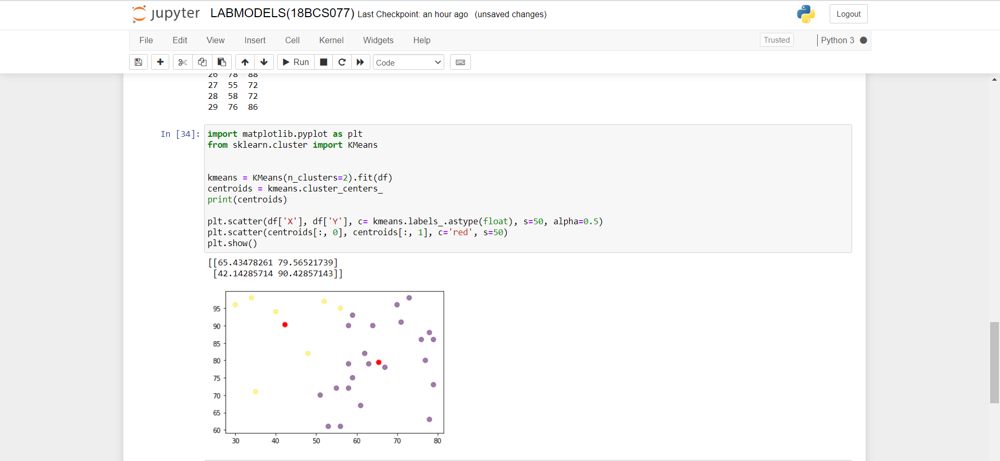 jupyter LABMODELS(18BCS077) Last Checkpoint: an hour ago (unsaved changes)
Logout
File Edit View Insert Cell Kernel Widgets Help
Trusted
Python 3
Run
Code
26 78 88
27 55 72
28 58 72
29 76 86
In [34]:
import matplotlib.pyplot as plt
from sklearn.cluster import KMeans
kmeans = KMeans(n_clusters=2).fit(df)
centroids = kmeans.cluster_centers_
print(centroids)
plt.scatter(df['X'], df['Y'], c= kmeans.labels_.astype(float), s=50, alpha=0.5)
plt.scatter(centroids[:, 0], centroids[:, 1], c='red', s=50)
plt.show()
[[65.43478261 79.56521739]
[42.14285714 90.42857143]]
95
90
85
80
75
70
65
60
30 40 50 60 70 80